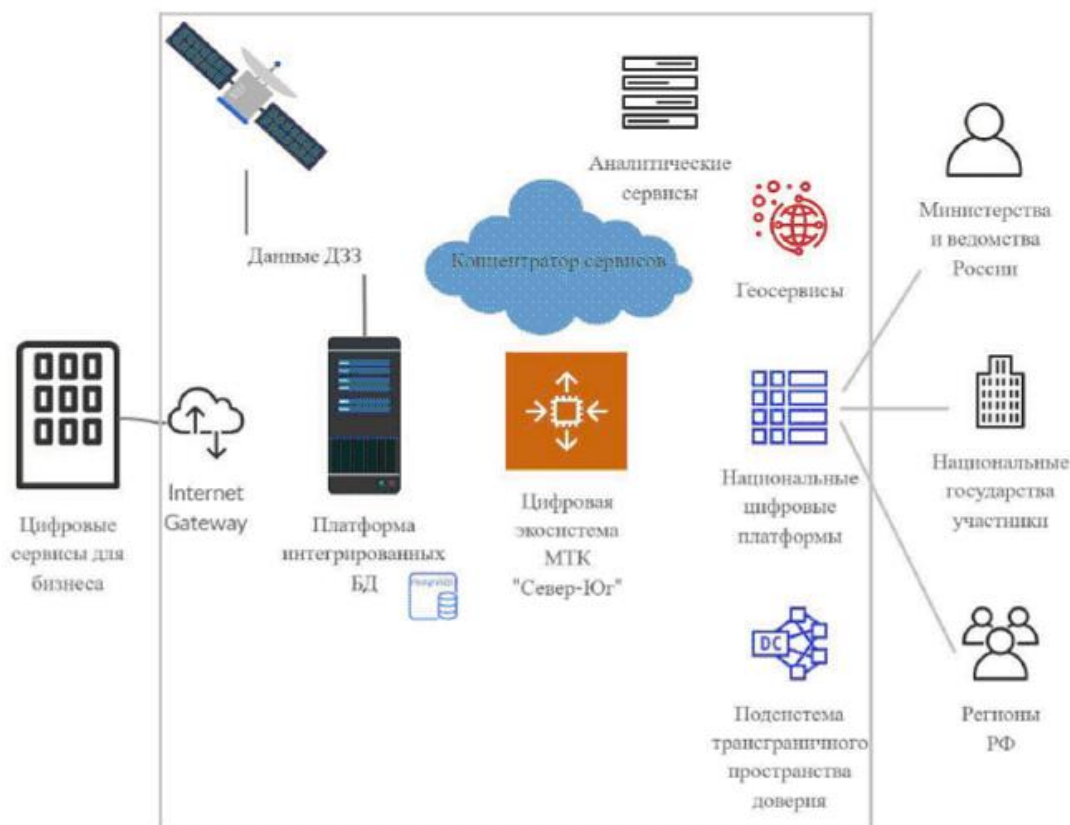 Аналитические
сервисы
Министерства
и ведомства
России
Данные ДЗЗ
Концентратор сервисов
Геосервисы
Internet
Gateway
Цифровые
сервисы для
бизнеса
Платформа
интегрированных
БД
PostgreSQL
Цифровая
экосистема
МТК
"Север-Юг"
Национальные
цифровые
платформы
Национальные
государства
участники
DC
Подсистема
трансграничного
пространства
доверия
Регионы
РФ